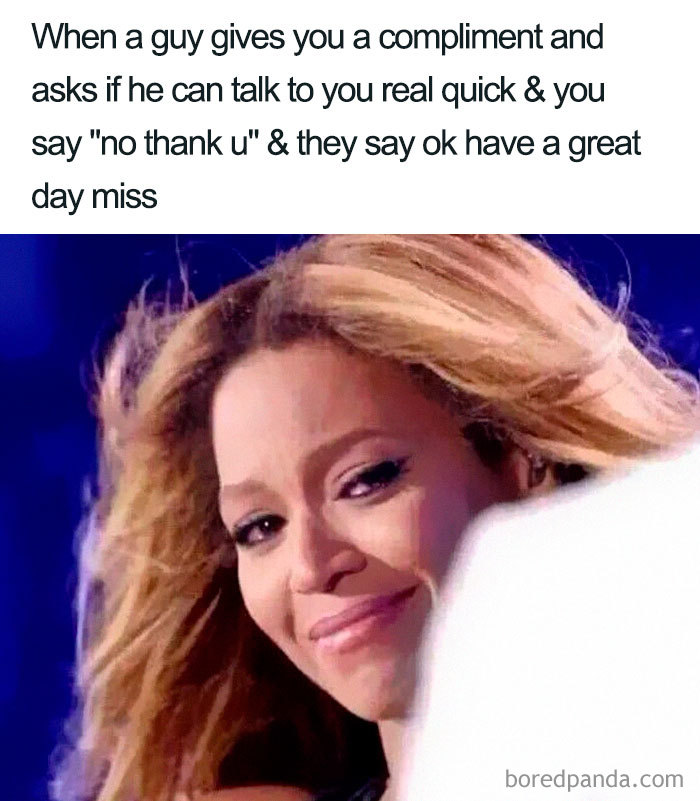 When a guy gives you a compliment and
asks if he can talk to you real quick & you
say "no thank u" & they say ok have a great
day miss
boredpanda.com